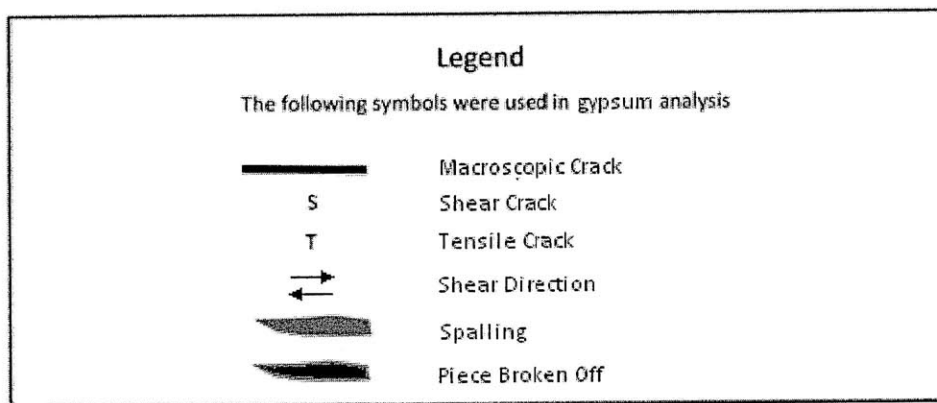 Legend
The following symbols were used in gypsum analysis
Macroscopic Crack
S Shear Crack
T Tensile Crack
Shear Direction
Spalling
Piece Broken Off